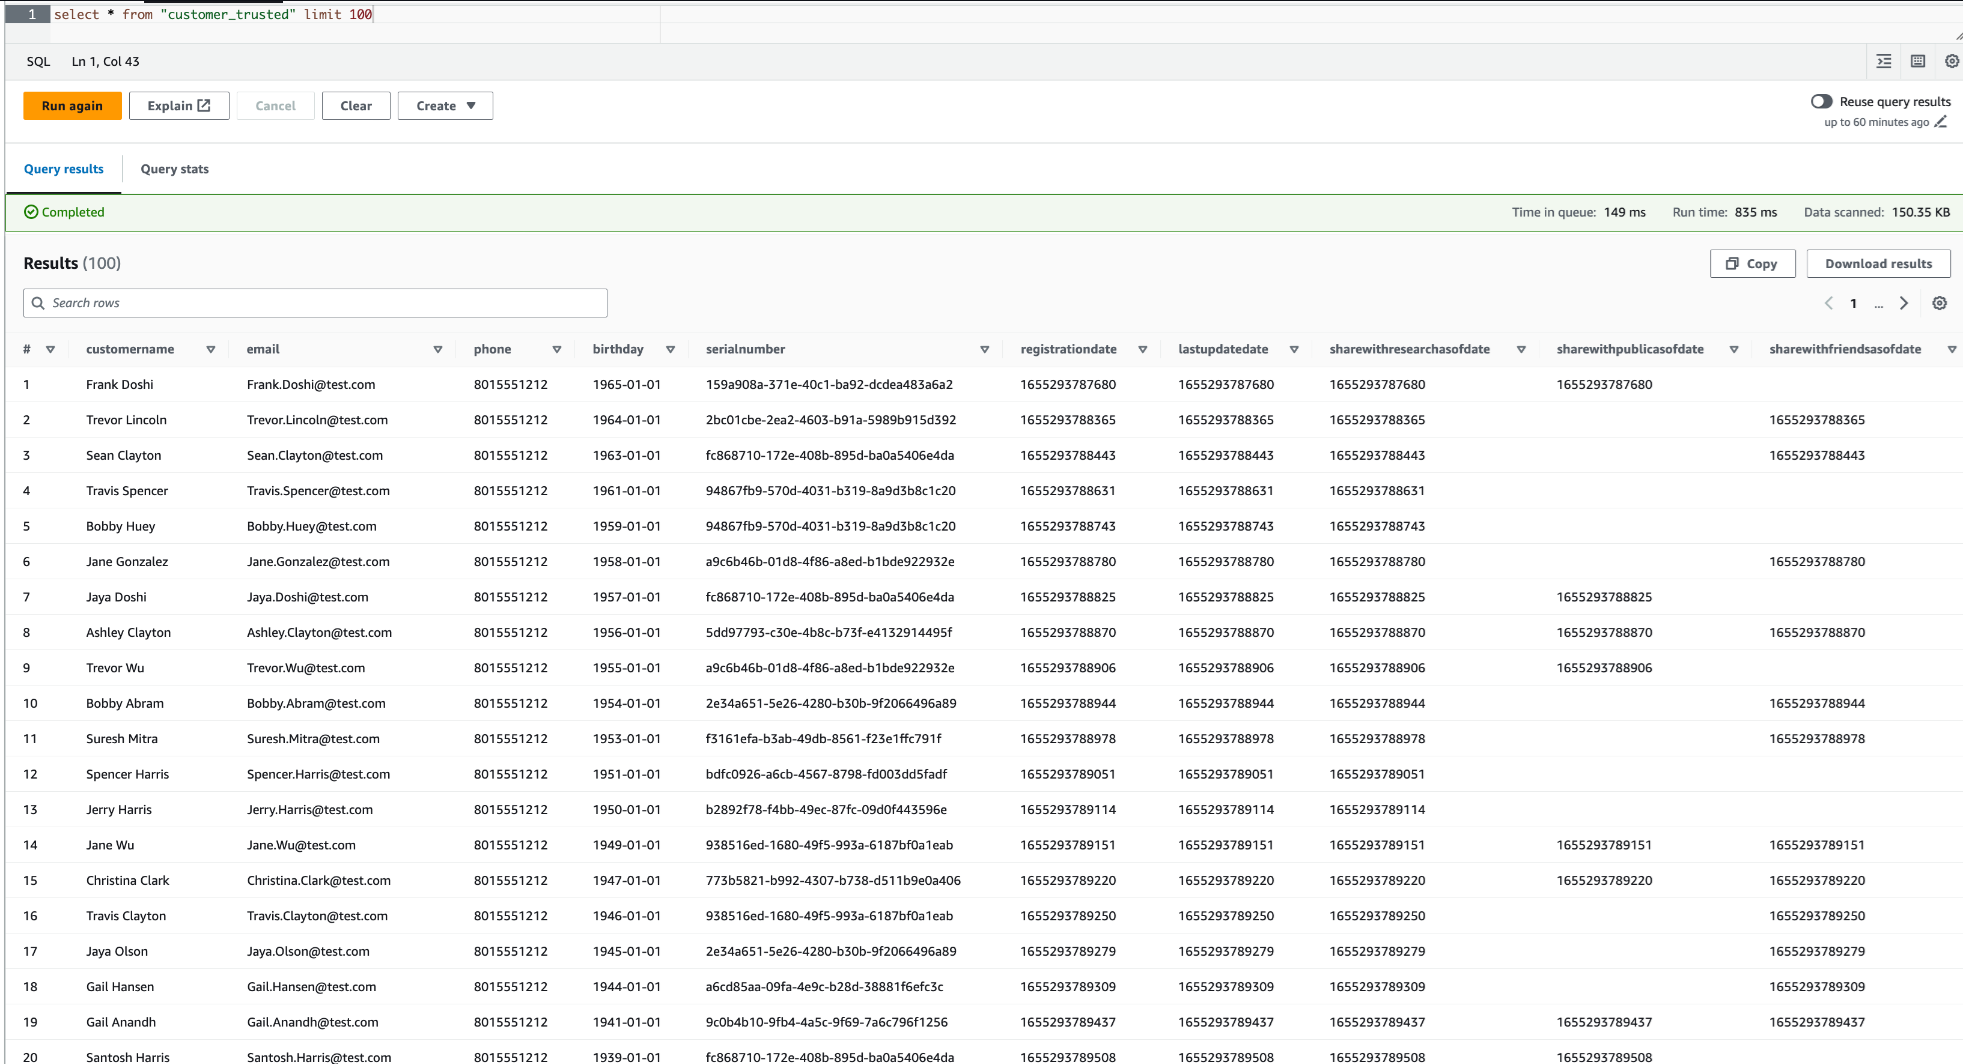 1 select * from "customer_trusted" limit 100
SQL Ln 1, Col 43
Run again Explain Cancel Clear Create Reuse query results
up to 60 minutes ago
Query results Query stats
Completed Time in queue: 149 ms Run time: 835 ms Data scanned: 150.35 KB
Results (100) Copy Download results
Search rows 1 ...
# customername email phone birthday serialnumber registrationdate lastupdatedate sharewithresearchasofdate sharewithpublicasofdate sharewithfriendsasofdate
1 Frank Doshi Frank.Doshi@test.com 8015551212 1965-01-01 159a908a-371e-40c1-ba92-dcdea483a6a2 1655293787680 1655293787680 1655293787680 1655293787680
2 Trevor Lincoln Trevor.Lincoln@test.com 8015551212 1964-01-01 2bc01cbe-2ea2-4603-b91a-5989b915d392 1655293788365 1655293788365 1655293788365 1655293788365
3 Sean Clayton Sean.Clayton@test.com 8015551212 1963-01-01 fc868710-172e-408b-895d-ba0a5406e4da 1655293788443 1655293788443 1655293788443 1655293788443
4 Travis Spencer Travis.Spencer@test.com 8015551212 1961-01-01 94867fb9-570d-4031-b319-8a9d3b8c1c20 1655293788631 1655293788631 1655293788631
5 Bobby Huey Bobby.Huey@test.com 8015551212 1959-01-01 94867fb9-570d-4031-b319-8a9d3b8c1c20 1655293788743 1655293788743 1655293788743
6 Jane Gonzalez Jane.Gonzalez@test.com 8015551212 1958-01-01 a9c6b46b-01d8-4f86-a8ed-b1bde922932e 1655293788780 1655293788780 1655293788780 1655293788780
7 Jaya Doshi Jaya.Doshi@test.com 8015551212 1957-01-01 fc868710-172e-408b-895d-ba0a5406e4da 1655293788825 1655293788825 1655293788825 1655293788825
8 Ashley Clayton Ashley.Clayton@test.com 8015551212 1956-01-01 5dd97793-c30e-4b8c-b73f-e4132914495f 1655293788870 1655293788870 1655293788870 1655293788870 1655293788870
9 Trevor Wu Trevor.Wu@test.com 8015551212 1955-01-01 a9c6b46b-01d8-4f86-a8ed-b1bde922932e 1655293788906 1655293788906 1655293788906 1655293788906
10 Bobby Abram Bobby.Abram@test.com 8015551212 1954-01-01 2e34a651-5e26-4280-b30b-9f2066496a89 1655293788944 1655293788944 1655293788944 1655293788944
11 Suresh Mitra Suresh.Mitra@test.com 8015551212 1953-01-01 f3161efa-b3ab-49db-8561-f23e1ffc791f 1655293788978 1655293788978 1655293788978 1655293788978
12 Spencer Harris Spencer.Harris@test.com 8015551212 1951-01-01 bdfc0926-a6cb-4567-8798-fd003dd5fadf 1655293789051 1655293789051 1655293789051
13 Jerry Harris Jerry.Harris@test.com 8015551212 1950-01-01 b2892f78-f4bb-49ec-87fc-09d0f443596e 1655293789114 1655293789114 1655293789114
14 Jane Wu Jane.Wu@test.com 8015551212 1949-01-01 938516ed-1680-49f5-993a-6187bf0a1eab 1655293789151 1655293789151 1655293789151 1655293789151 1655293789151
15 Christina Clark Christina.Clark@test.com 8015551212 1947-01-01 773b5821-b992-4307-b738-d511b9e0a406 1655293789220 1655293789220 1655293789220 1655293789220 1655293789220
16 Travis Clayton Travis.Clayton@test.com 8015551212 1946-01-01 938516ed-1680-49f5-993a-6187bf0a1eab 1655293789250 1655293789250 1655293789250 1655293789250
17 Jaya Olson Jaya.Olson@test.com 8015551212 1945-01-01 2e34a651-5e26-4280-b30b-9f2066496a89 1655293789279 1655293789279 1655293789279 1655293789279
18 Gail Hansen Gail.Hansen@test.com 8015551212 1944-01-01 a6cd85aa-09fa-4e9c-b28d-38881f6efc3c 1655293789309 1655293789309 1655293789309 1655293789309
19 Gail Anandh Gail.Anandh@test.com 8015551212 1941-01-01 9c0b4b10-9fb4-4a5c-9f69-7a6c796f1256 1655293789437 1655293789437 1655293789437 1655293789437 1655293789437
20 Santosh Harris Santosh.Harris@test.com 8015551212 1939-01-01 fc868710-172e-408b-895d-ba0a5406e4da 1655293789508 1655293789508 1655293789508 1655293789508